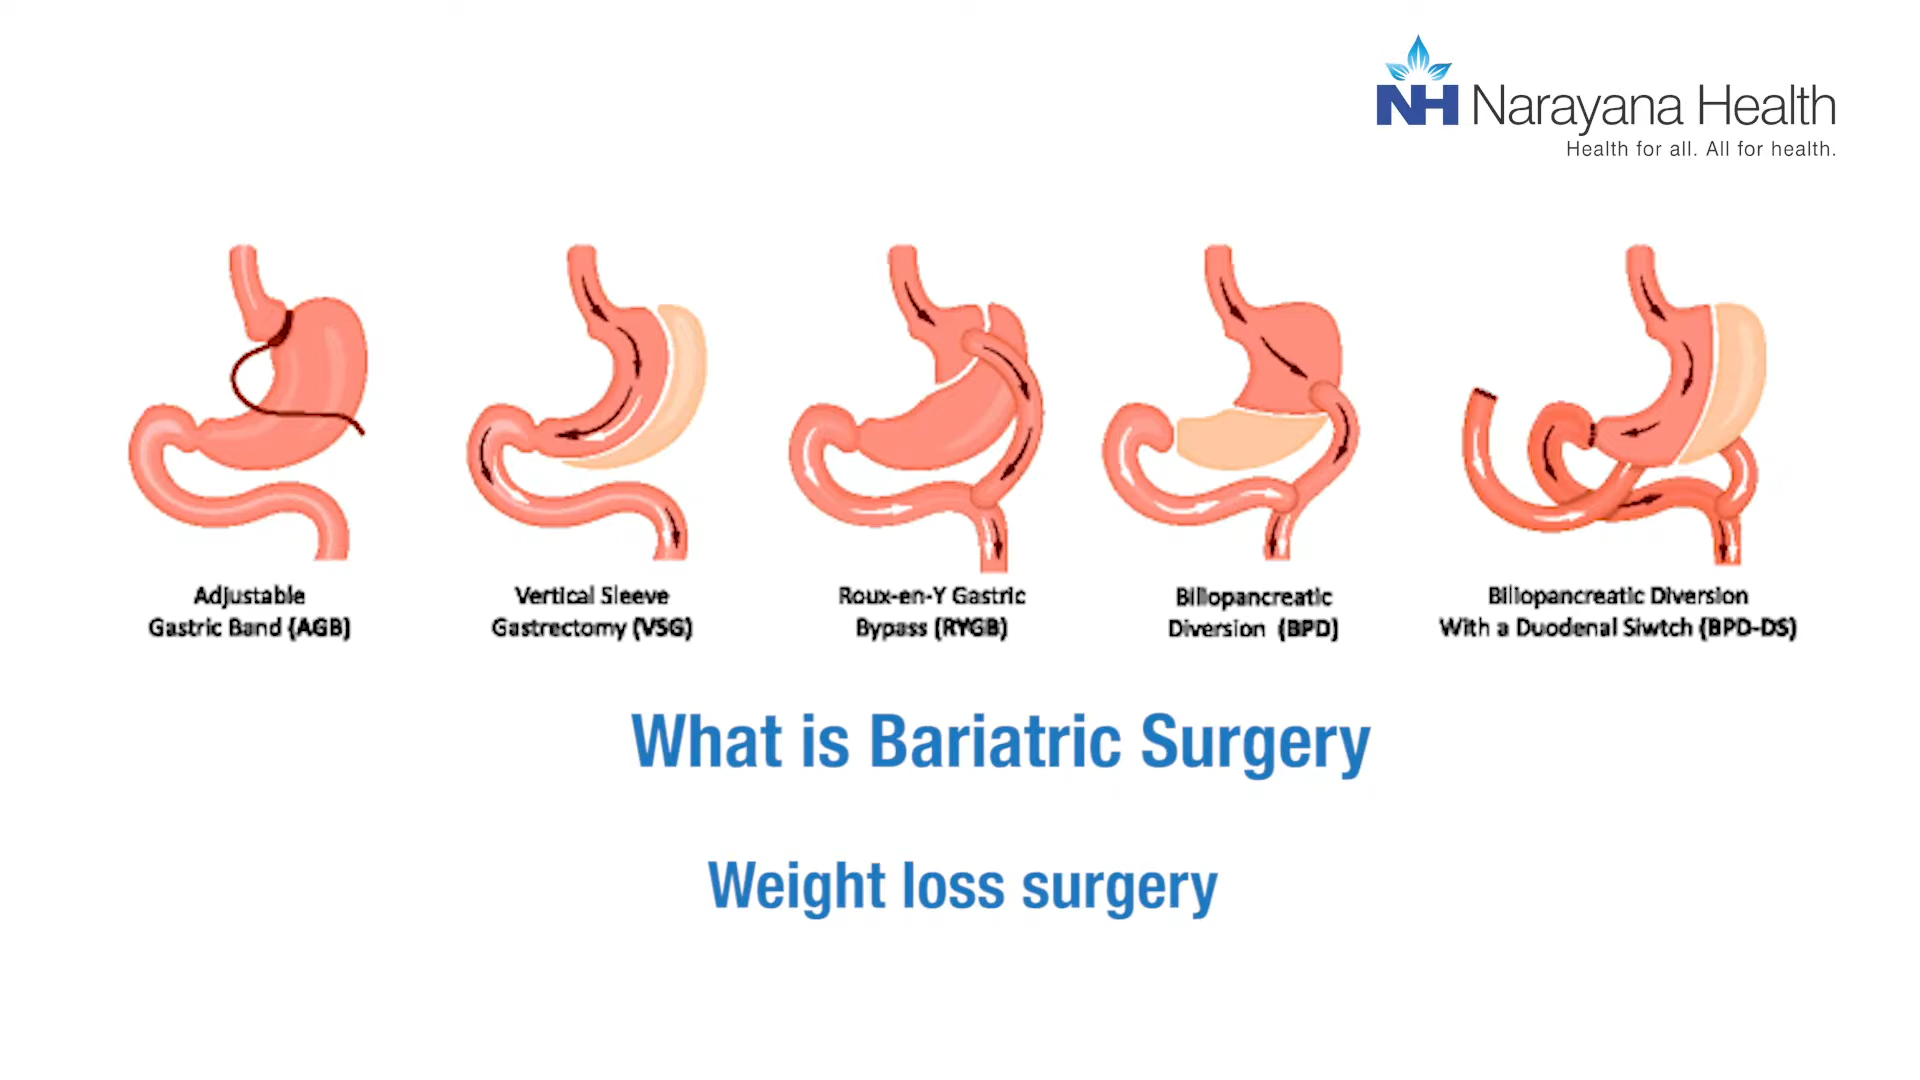 NH Narayana Health
Health for all. All for health.
Adjustable
Gastric Band (AGB)
Vertical Sleeve
Gastrectomy (VSG)
Roux-en-Y Gastric
Bypass (RYGB)
Biliopancreatic
Diversion (BPD)
Biliopancreatic Diversion
With a Duodenal Siwtch (BPD-DS)
What is Bariatric Surgery
Weight loss surgery